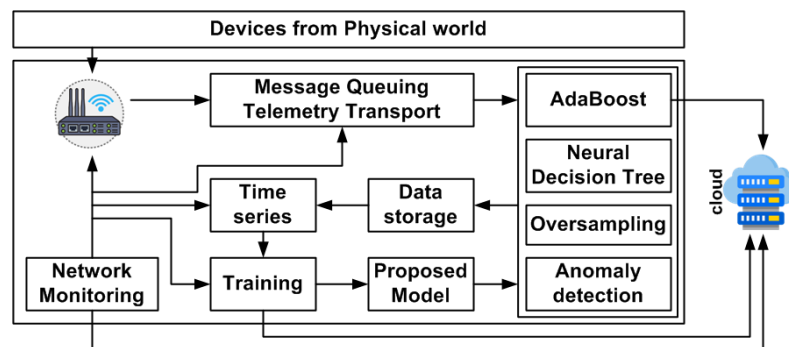 Devices from Physical world
Message Queuing
Telemetry Transport
AdaBoost
Neural
Decision Tree
cloud
Time
series
Data
storage
Oversampling
Network
Monitoring
Training
Proposed
Model
Anomaly
detection